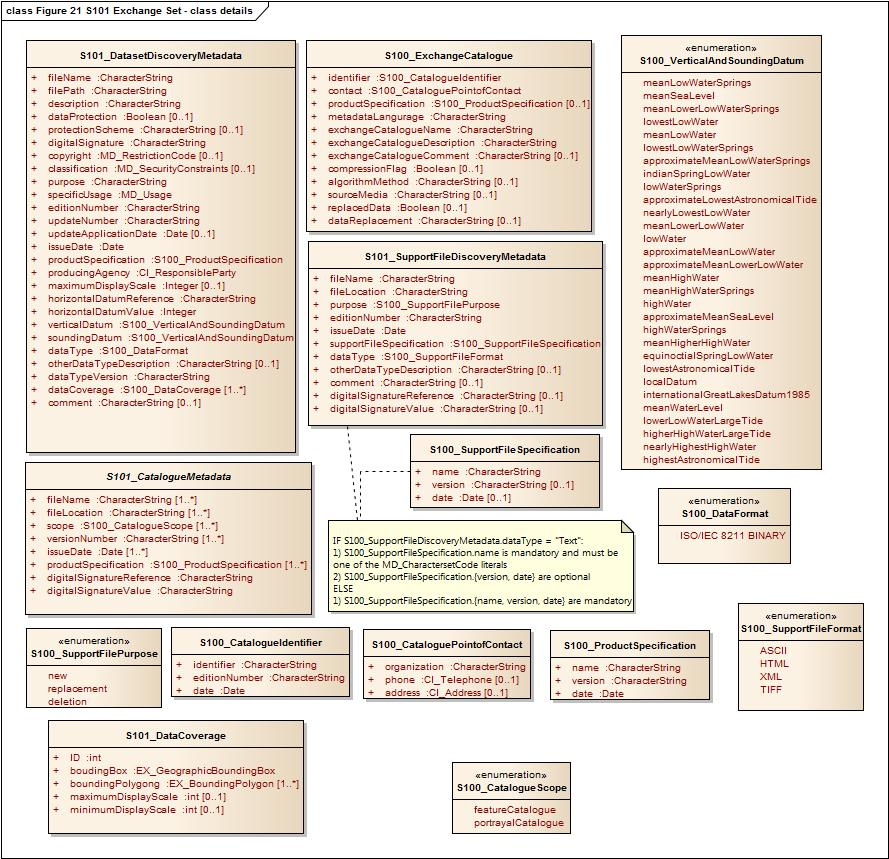 class Figure 21 S101 Exchange Set - class details
S101_DatasetDiscoveryMetadata
+ fileName :CharacterString
+ filePath :CharacterString
+ description :CharacterString
+ dataProtection :Boolean [0..1]
+ protectionScheme :CharacterString [0..1]
+ digitalSignature :CharacterString
+ copyright :MD_RestrictionCode [0..1]
+ classification :MD_SecurityConstraints [0..1]
+ purpose :CharacterString
+ specificUsage :MD_Usage
+ editionNumber :CharacterString
+ updateNumber :CharacterString
+ updateApplicationDate :Date [0..1]
+ issueDate :Date
+ productSpecification :S100_ProductSpecification
+ producingAgency :CI_ResponsibleParty
+ maximumDisplayScale :Integer [0..1]
+ horizontalDatumReference :CharacterString
+ horizontalDatumValue :Integer
+ verticalDatum :S100_VerticalAndSoundingDatum
+ soundingDatum :S100_VerticalAndSoundingDatum
+ dataType :S100_DataFormat
+ otherDataTypeDescription :CharacterString [0..1]
+ dataTypeVersion :CharacterString
+ dataCoverage :S100_DataCoverage [1..*]
+ comment :CharacterString [0..1]
S100_ExchangeCatalogue
+ identifier :S100_CatalogueIdentifier
+ contact :S100_CataloguePointofContact
+ productSpecification :S100_ProductSpecification [0..1]
+ metadataLangurage :CharacterString
+ exchangeCatalogueName :CharacterString
+ exchangeCatalogueDescription :CharacterString
+ exchangeCatalogueComment :CharacterString [0..1]
+ compressionFlag :Boolean [0..1]
+ algorithmMethod :CharacterString [0..1]
+ sourceMedia :CharacterString [0..1]
+ replacedData :Boolean [0..1]
+ dataReplacement :CharacterString [0..1]
«enumeration»
S100_VerticalAndSoundingDatum
meanLowWaterSprings
meanSeaLevel
meanLowerLowWaterSprings
lowestLowWater
meanLowWater
lowestLowWaterSprings
approximateMeanLowWaterSprings
indianSpringLowWater
lowWaterSprings
approximateLowestAstronomicalTide
nearlyLowestLowWater
meanLowerLowWater
lowWater
approximateMeanLowWater
approximateMeanLowerLowWater
meanHighWater
meanHighWaterSprings
highWater
approximateMeanSeaLevel
highWaterSprings
meanHigherHighWater
equinoctialSpringLowWater
lowestAstronomicalTide
localDatum
internationalGreatLakesDatum1985
meanWaterLevel
lowerLowWaterLargeTide
higherHighWaterLargeTide
nearlyHighestHighWater
highestAstronomicalTide
S101_SupportFileDiscoveryMetadata
+ fileName :CharacterString
+ fileLocation :CharacterString
+ purpose :S100_SupportFilePurpose
+ editionNumber :CharacterString
+ issueDate :Date
+ supportFileSpecification :S100_SupportFileSpecification
+ dataType :S100_SupportFileFormat
+ otherDataTypeDescription :CharacterString [0..1]
+ comment :CharacterString [0..1]
+ digitalSignatureReference :CharacterString [0..1]
+ digitalSignatureValue :CharacterString [0..1]
S100_SupportFileSpecification
+ name :CharacterString
+ version :CharacterString [0..1]
+ date :Date [0..1]
S101_CatalogueMetadata
+ fileName :CharacterString [1..*]
+ fileLocation :CharacterString [1..*]
+ scope :S100_CatalogueScope [1..*]
+ versionNumber :CharacterString [1..*]
+ issueDate :Date [1..*]
+ productSpecification :S100_ProductSpecification [1..*]
+ digitalSignatureReference :CharacterString
+ digitalSignatureValue :CharacterString
IF S100_SupportFileDiscoveryMetadata.dataType = "Text":
1) S100_SupportFileSpecification.name is mandatory and must be
one of the MD_CharactersetCode literals
2) S100_SupportFileSpecification.{version, date} are optional
ELSE
1) S100_SupportFileSpecification.{name, version, date} are mandatory
«enumeration»
S100_DataFormat
ISO/IEC 8211 BINARY
«enumeration»
S100_SupportFilePurpose
new
replacement
deletion
S100_CatalogueIdentifier
+ identifier :CharacterString
+ editionNumber :CharacterString
+ date :Date
S100_CataloguePointofContact
+ organization :CharacterString
+ phone :CI_Telephone [0..1]
+ address :CI_Address [0..1]
S100_ProductSpecification
+ name :CharacterString
+ version :CharacterString
+ date :Date
«enumeration»
S100_SupportFileFormat
ASCII
HTML
XML
TIFF
S101_DataCoverage
+ ID :int
+ boudingBox :EX_GeographicBoundingBox
+ boundingPolygong :EX_BoundingPolygon [1..*]
+ maximumDisplayScale :int [0..1]
+ minimumDisplayScale :int [0..1]
«enumeration»
S100_CatalogueScope
featureCatalogue
portrayalCatalogue